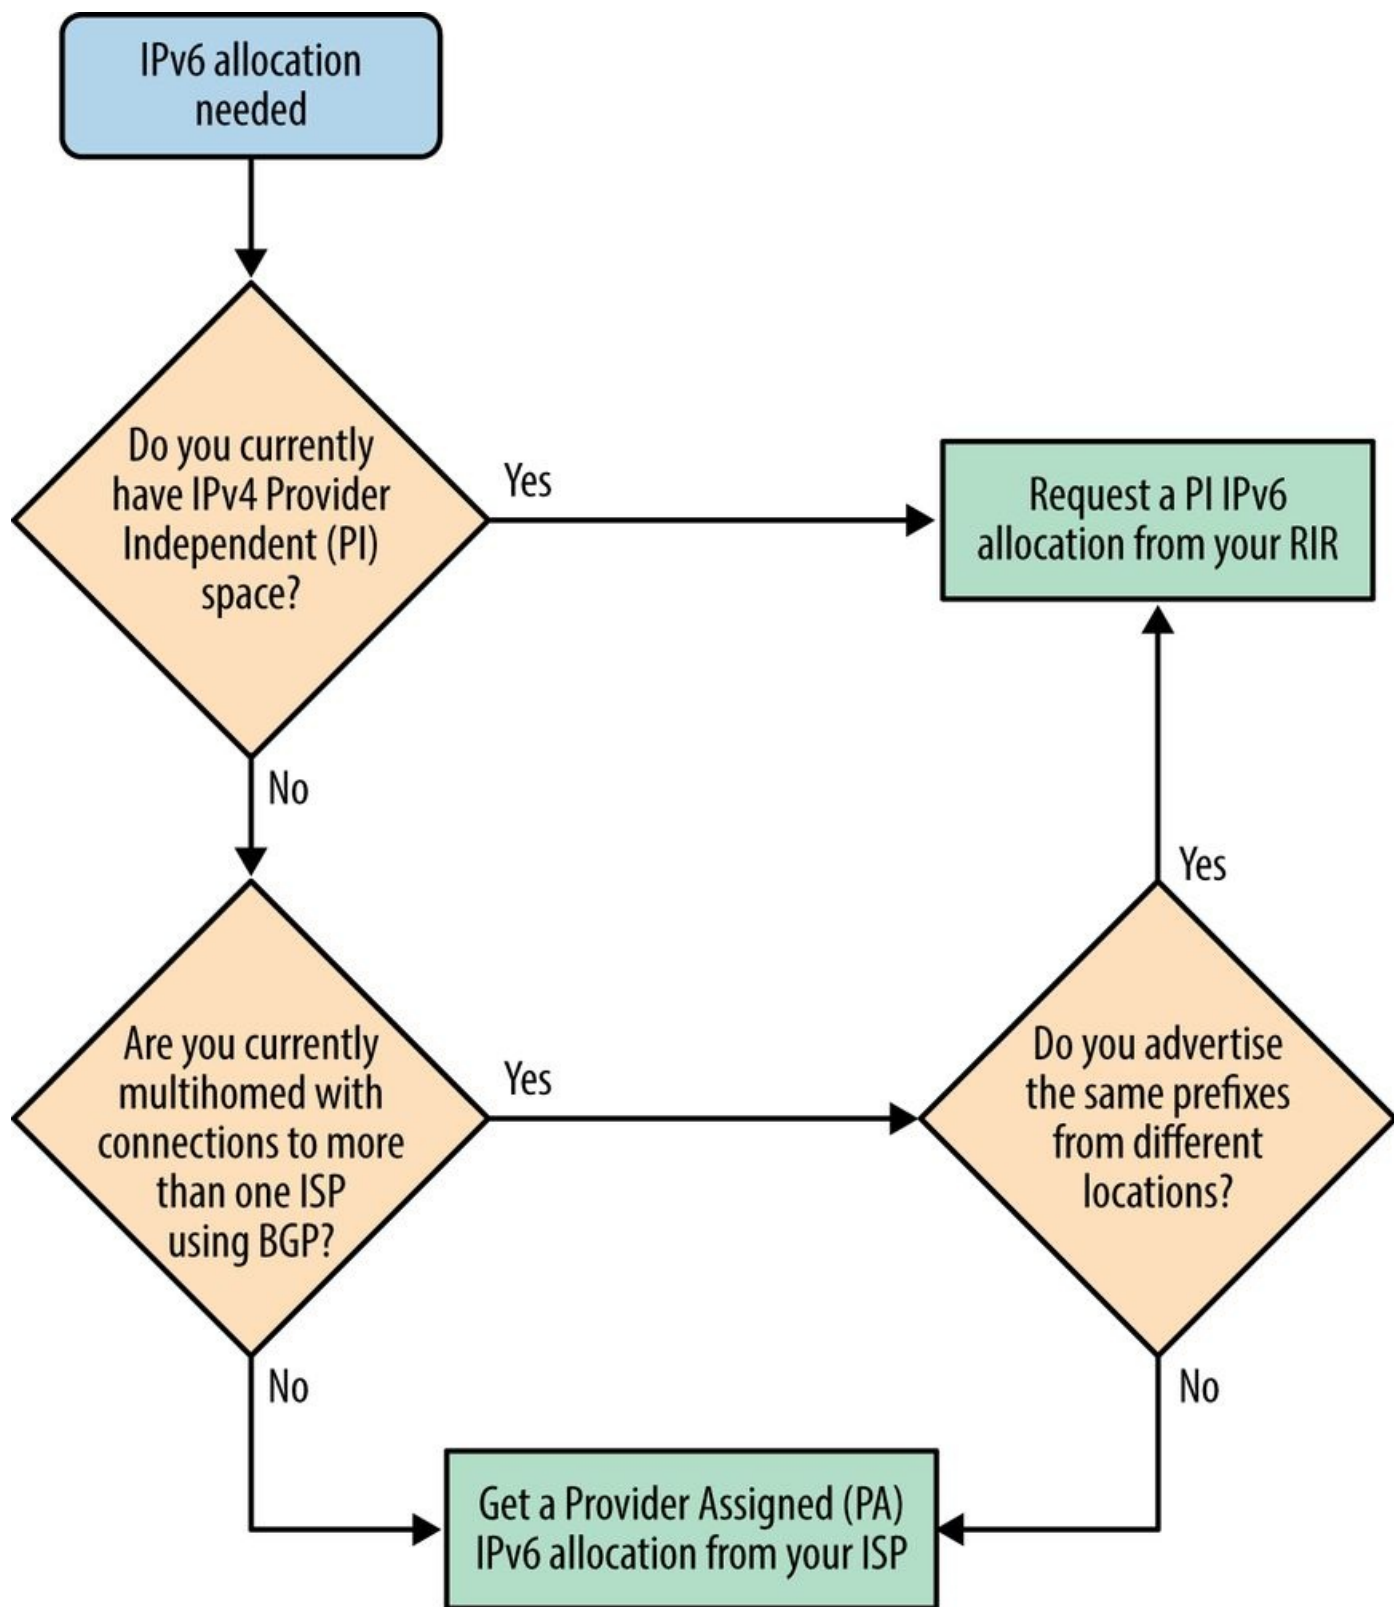 IPv6 allocation
needed
Do you currently
have IPv4 Provider
Independent (PI)
space?
Yes
Request a PI IPv6
allocation from your RIR
No
Yes
Are you currently
multihomed with
connections to more
than one ISP
using BGP?
Yes
Do you advertise
the same prefixes
from different
locations?
No
No
Get a Provider Assigned (PA)
IPv6 allocation from your ISP